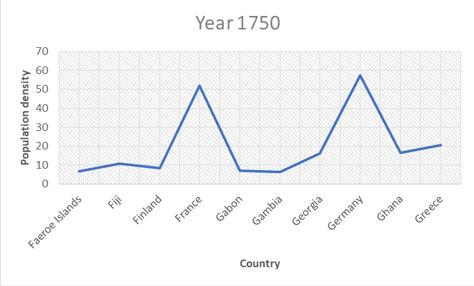 Year 1750
Population density
70
60
50
40
30
20
10
0
Faeroe Islands
Fiji
Finland
France
Gabon
Gambia
Georgia
Germany
Ghana
Greece
Country